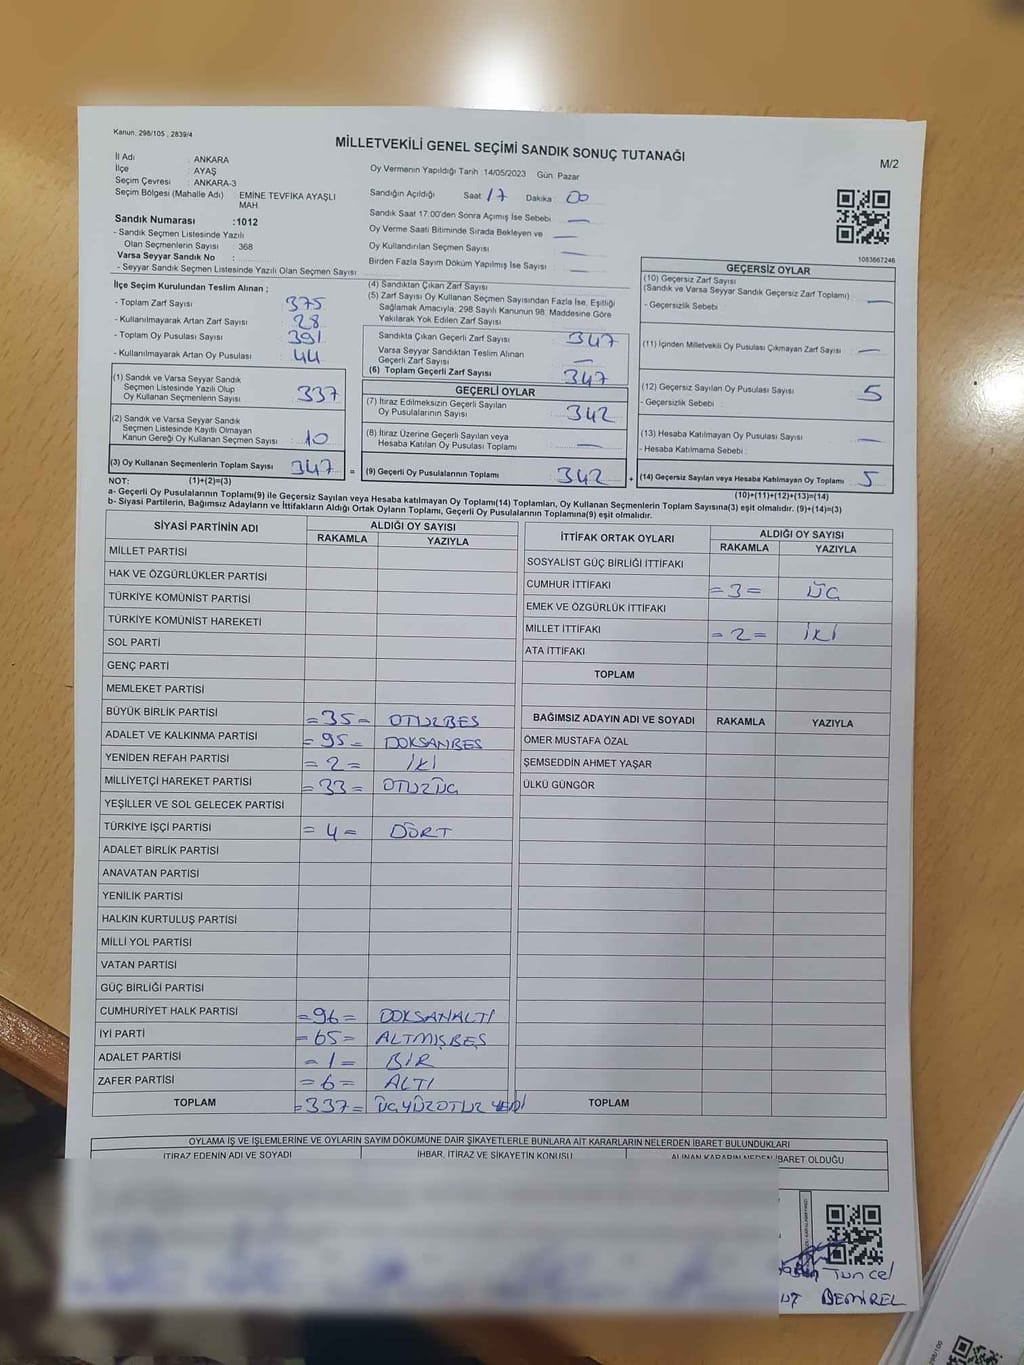 Kanun, 298/105 , 2839/4
MİLLETVEKİLİ GENEL SEÇİMİ SANDIK SONUÇ TUTANAĞI
M/2
İl Adı : ANKARA
İlçe : AYAŞ
Seçim Çevresi : ANKARA-3
Seçim Bölgesi (Mahalle Adı) : EMİNE TEVFİKA AYAŞLI
MAH.
Sandık Numarası :1012
- Sandık Seçmen Listesinde Yazılı
Olan Seçmenlerin Sayısı : 368
Varsa Seyyar Sandık No :
- Seyyar Sandık Seçmen Listesinde Yazılı Olan Seçmen Sayısı
Oy Vermenin Yapıldığı Tarih :14/05/2023 Gün: Pazar
Sandığın Açıldığı Saat: 17 Dakika: 00
Sandık Saat 17:00'den Sonra Açımış İse Sebebi —
Oy Verme Saati Bitiminde Sırada Bekleyen ve —
Oy Kullandırılan Seçmen Sayısı —
Birden Fazla Sayım Döküm Yapılmış İse Sayısı —
1083667246
İlçe Seçim Kurulundan Teslim Alınan ;
- Toplam Zarf Sayısı 375
- Kullanılmayarak Artan Zarf Sayısı : 28
- Toplam Oy Pusulası Sayısı 391
- Kullanılmayarak Artan Oy Pusulası 44
(1) Sandık ve Varsa Seyyar Sandık
Seçmen Listesinde Yazılı Olup
Oy Kullanan Seçmenlerin Sayısı 337
(2) Sandık ve Varsa Seyyar Sandık
Seçmen Listesinde Kayıtlı Olmayan
Kanun Gereği Oy Kullanan Seçmen Sayısı 10
(3) Oy Kullanan Seçmenlerin Toplam Sayısı 347 =
(4) Sandıktan Çıkan Zarf Sayısı
(5) Zarf Sayısı Oy Kullanan Seçmen Sayısından Fazla İse, Eşitliği
Sağlamak Amacıyla; 298 Sayılı Kanunun 98. Maddesine Göre
Yakılarak Yok Edilen Zarf Sayısı
Sandıkta Çıkan Geçerli Zarf Sayısı 347
Varsa Seyyar Sandıktan Teslim Alınan
Geçerli Zarf Sayısı —
(6) Toplam Geçerli Zarf Sayısı 347
GEÇERLİ OYLAR
(7) İtiraz Edilmeksizin Geçerli Sayılan
Oy Pusulalarının Sayısı 342
(8) İtiraz Üzerine Geçerli Sayılan veya
Hesaba Katılan Oy Pusulası Toplamı —
(9) Geçerli Oy Pusulalarının Toplamı 342 +
GEÇERSİZ OYLAR
(10) Geçersiz Zarf Sayısı
(Sandık ve Varsa Seyyar Sandık Geçersiz Zarf Toplamı) —
- Geçersizlik Sebebi :
(11) İçinden Milletvekili Oy Pusulası Çıkmayan Zarf Sayısı —
(12) Geçersiz Sayılan Oy Pusulası Sayısı 5
- Geçersizlik Sebebi :
(13) Hesaba Katılmayan Oy Pusulası Sayısı —
- Hesaba Katılmama Sebebi :
(14) Geçersiz Sayılan veya Hesaba Katılmayan Oy Toplamı 5
(10)+(11)+(12)+(13)=(14)
NOT: (1)+(2)=(3)
a- Geçerli Oy Pusulalarının Toplamı(9) ile Geçersiz Sayılan veya Hesaba katılmayan Oy Toplamı(14) Toplamları, Oy Kullanan Seçmenlerin Toplam Sayısına(3) eşit olmalıdır. (9)+(14)=(3)
b- Siyasi Partilerin, Bağımsız Adayların ve İttifakların Aldığı Ortak Oyların Toplamı, Geçerli Oy Pusulalarının Toplamına(9) eşit olmalıdır.
SİYASİ PARTİNİN ADI ALDIĞI OY SAYISI
RAKAMLA YAZIYLA
MİLLET PARTİSİ
HAK VE ÖZGÜRLÜKLER PARTİSİ
TÜRKİYE KOMÜNİST PARTİSİ
TÜRKİYE KOMÜNİST HAREKETİ
SOL PARTİ
GENÇ PARTİ
MEMLEKET PARTİSİ
BÜYÜK BİRLİK PARTİSİ =35= OTUZBEŞ
ADALET VE KALKINMA PARTİSİ =95= DOKSANBEŞ
YENİDEN REFAH PARTİSİ =2= İKİ
MİLLİYETÇİ HAREKET PARTİSİ =33= OTUZÜÇ
YEŞİLLER VE SOL GELECEK PARTİSİ
TÜRKİYE İŞÇİ PARTİSİ =4= DÖRT
ADALET BİRLİK PARTİSİ
ANAVATAN PARTİSİ
YENİLİK PARTİSİ
HALKIN KURTULUŞ PARTİSİ
MİLLİ YOL PARTİSİ
VATAN PARTİSİ
GÜÇ BİRLİĞİ PARTİSİ
CUMHURİYET HALK PARTİSİ =96= DOKSANALTI
İYİ PARTİ =65= ALTMIŞBEŞ
ADALET PARTİSİ =1= BİR
ZAFER PARTİSİ =6= ALTI
TOPLAM =337= ÜÇYÜZOTUZ YEDİ
İTTİFAK ORTAK OYLARI ALDIĞI OY SAYISI
RAKAMLA YAZIYLA
SOSYALİST GÜÇ BİRLİĞİ İTTİFAKI
CUMHUR İTTİFAKI =3= ÜÇ
EMEK VE ÖZGÜRLÜK İTTİFAKI
MİLLET İTTİFAKI =2= İKİ
ATA İTTİFAKI
TOPLAM
BAĞIMSIZ ADAYIN ADI VE SOYADI RAKAMLA YAZIYLA
ÖMER MUSTAFA ÖZAL
ŞEMSEDDİN AHMET YAŞAR
ÜLKÜ GÜNGÖR
TOPLAM
OYLAMA İŞ VE İŞLEMLERİNE VE OYLARIN SAYIM DÖKÜMÜNE DAİR ŞİKAYETLERLE BUNLARA AİT KARARLARIN NELERDEN İBARET BULUNDUKLARI
İTİRAZ EDENİN ADI VE SOYADI İHBAR, İTİRAZ VE ŞİKAYETİN KONUSU ALINAN KARARIN NEDEN İBARET OLDUĞU
Tuncel
DEMİREL
298/100